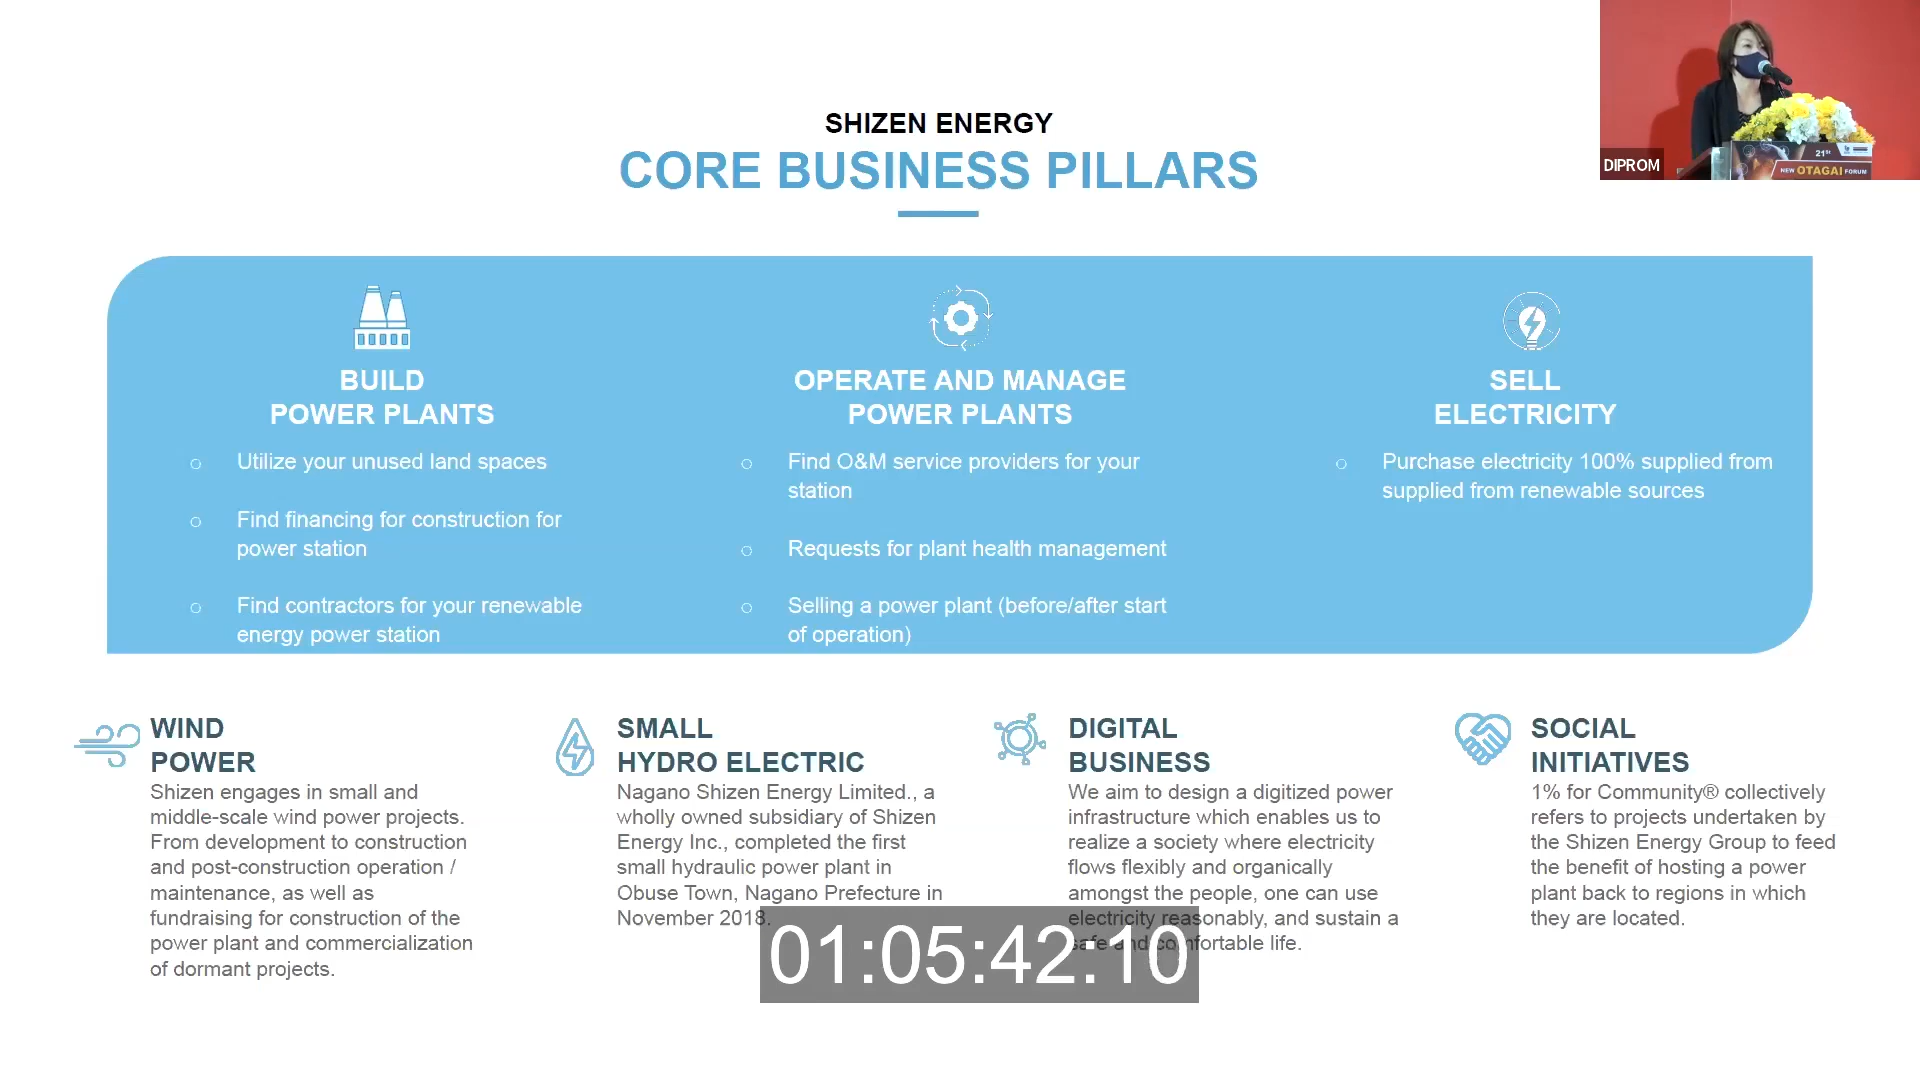 SHIZEN ENERGY
CORE BUSINESS PILLARS
DIPROM
21St
NEW OTAGAI FORUM
BUILD
POWER PLANTS
○ Utilize your unused land spaces
○ Find financing for construction for
power station
○ Find contractors for your renewable
energy power station
OPERATE AND MANAGE
POWER PLANTS
○ Find O&M service providers for your
station
○ Requests for plant health management
○ Selling a power plant (before/after start
of operation)
SELL
ELECTRICITY
○ Purchase electricity 100% supplied from
supplied from renewable sources
WIND
POWER
Shizen engages in small and
middle-scale wind power projects.
From development to construction
and post-construction operation /
maintenance, as well as
fundraising for construction of the
power plant and commercialization
of dormant projects.
SMALL
HYDRO ELECTRIC
Nagano Shizen Energy Limited., a
wholly owned subsidiary of Shizen
Energy Inc., completed the first
small hydraulic power plant in
Obuse Town, Nagano Prefecture in
November 2018.
DIGITAL
BUSINESS
We aim to design a digitized power
infrastructure which enables us to
realize a society where electricity
flows flexibly and organically
amongst the people, one can use
electricity reasonably, and sustain a
safe and comfortable life.
SOCIAL
INITIATIVES
1% for Community® collectively
refers to projects undertaken by
the Shizen Energy Group to feed
the benefit of hosting a power
plant back to regions in which
they are located.
01:05:42:10